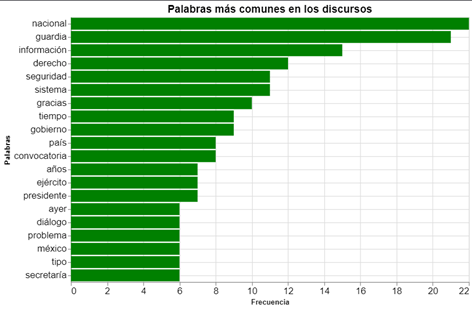 Palabras más comunes en los discursos
nacional
guardia
información
derecho
seguridad
sistema
gracias
tiempo
gobierno
país
convocatoria
años
ejército
presidente
ayer
diálogo
problema
méxico
tipo
secretaría
Palabras
0 2 4 6 8 10 12 14 16 18 20 22
Frecuencia